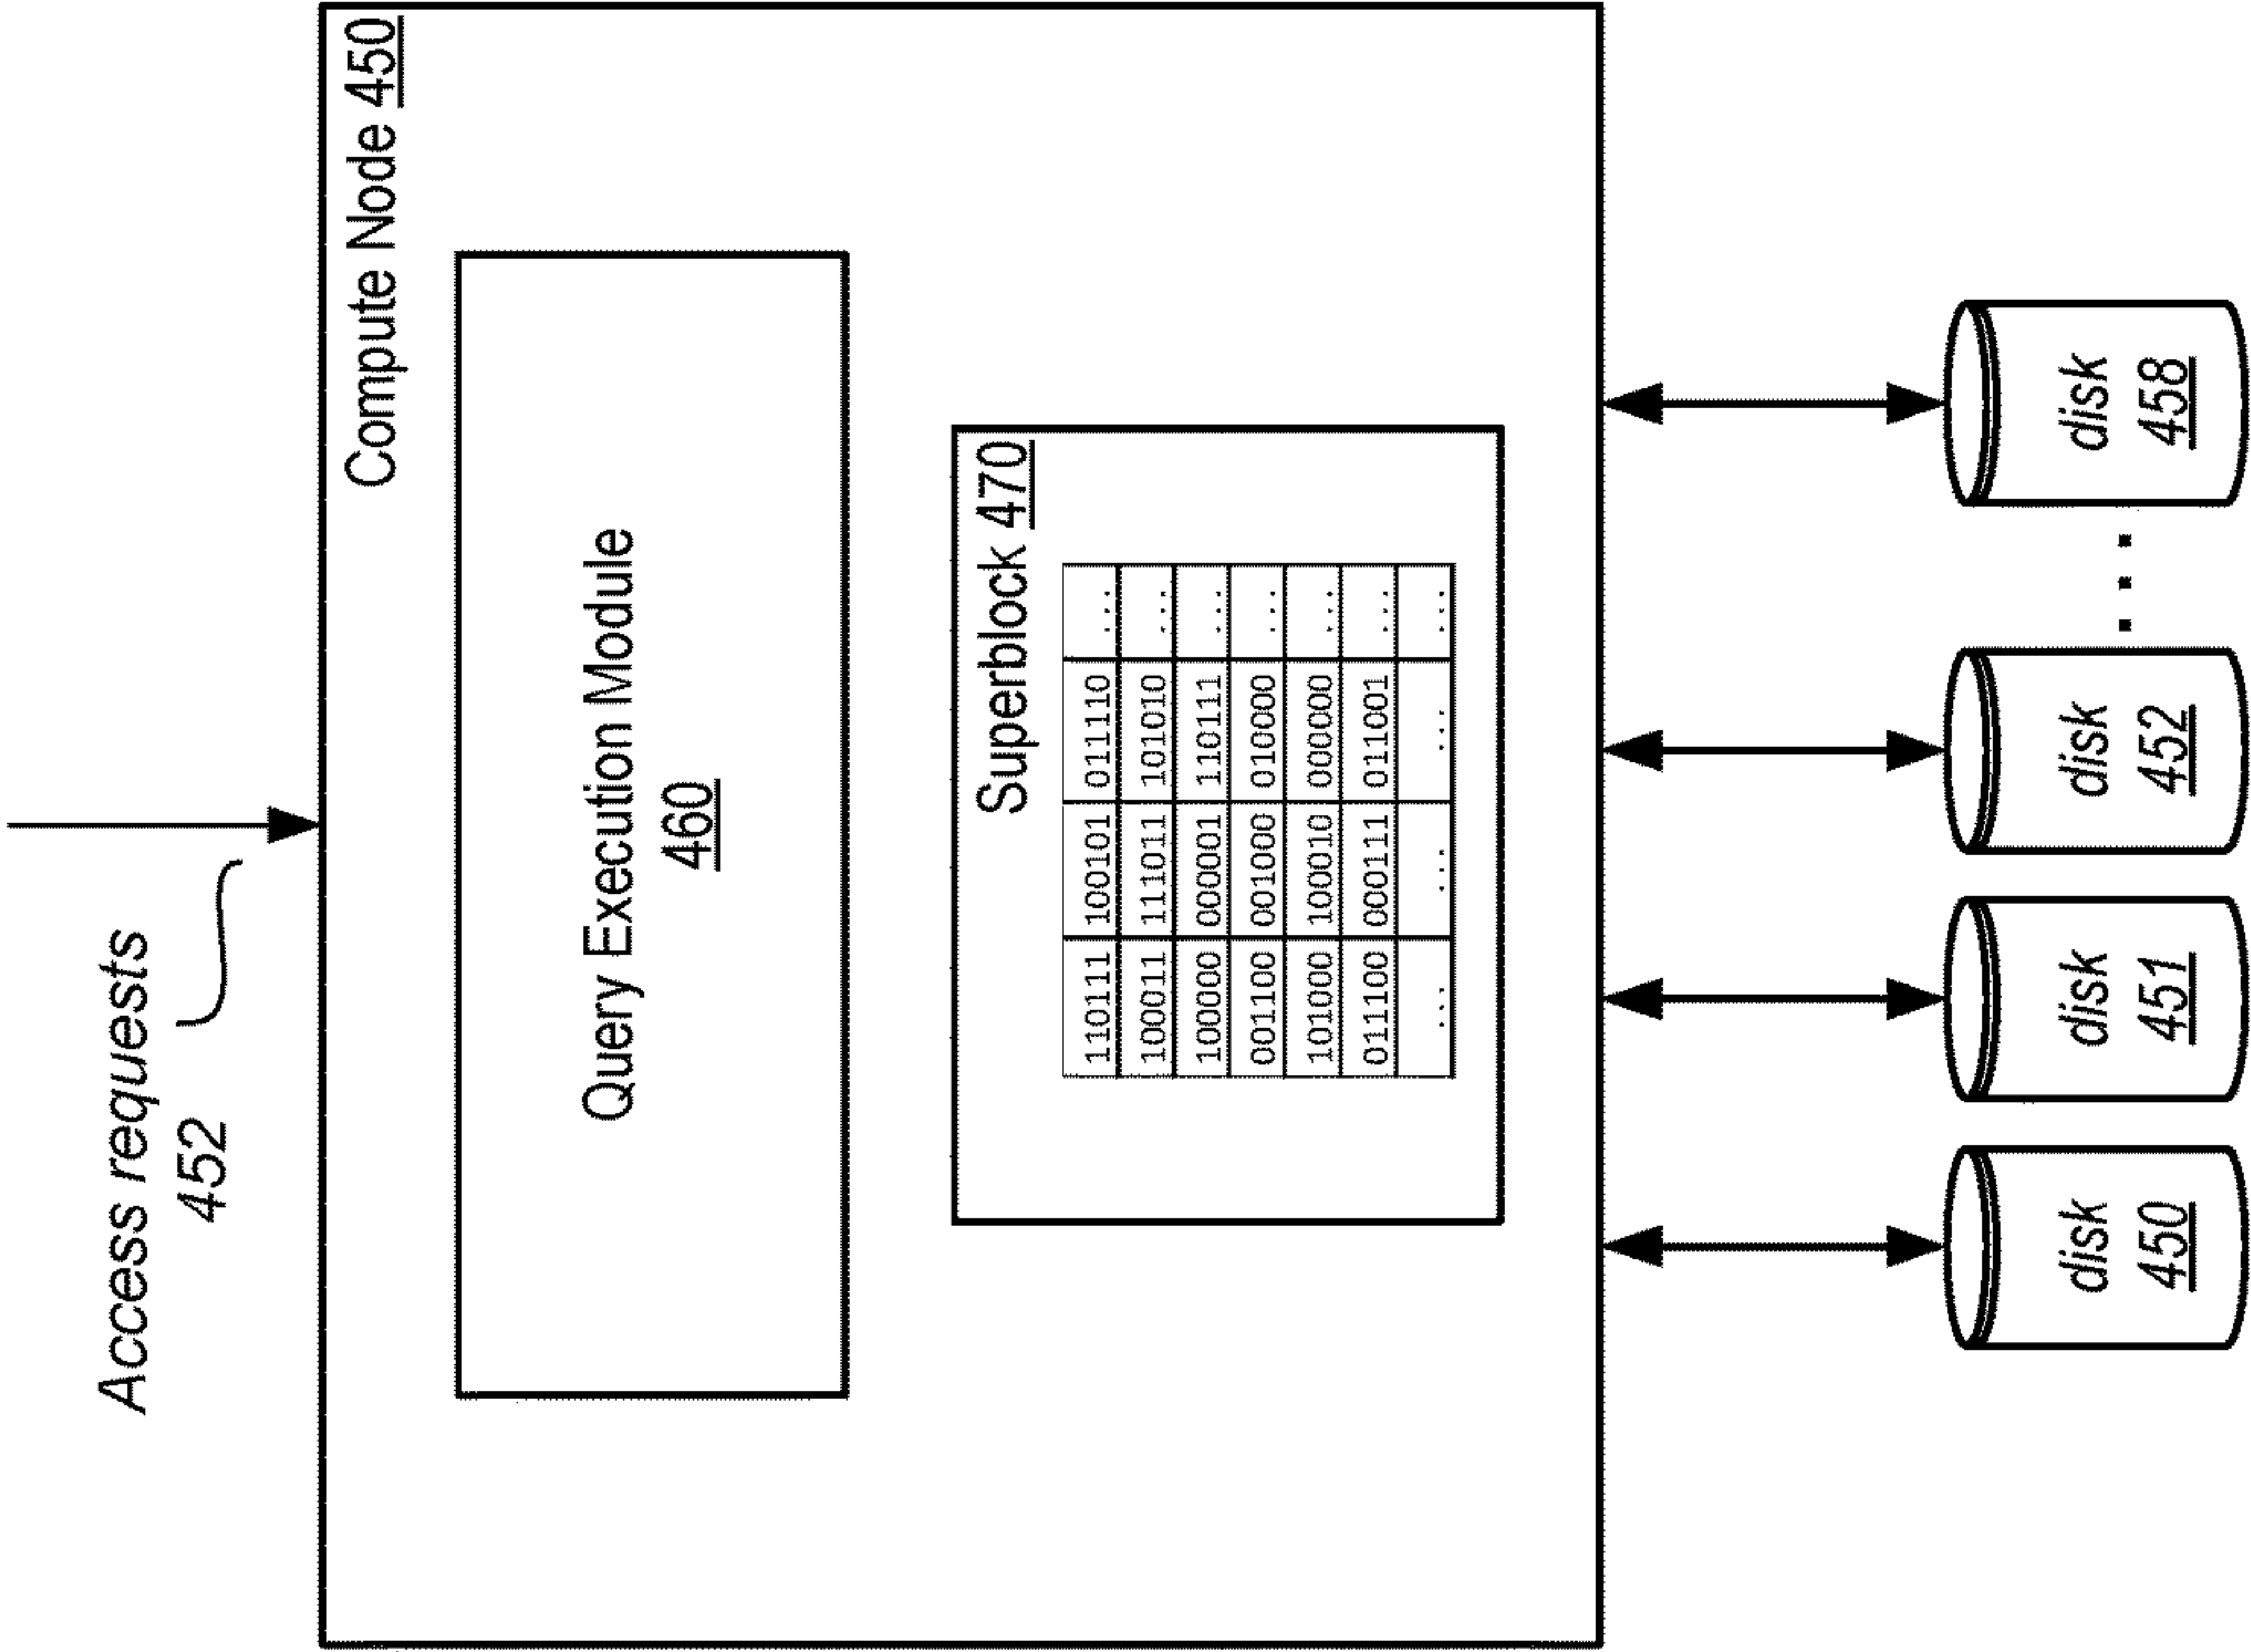 Access requests
452
Compute Node 450
Query Execution Module
460
Superblock 470
110111 100101 011110 ...
100011 111011 101010 ...
100000 000001 110111 ...
001100 001000 010000 ...
101000 100010 000000 ...
011100 000111 011001 ...
... ... ... ...
disk
450
disk
451
disk
452
...
disk
458